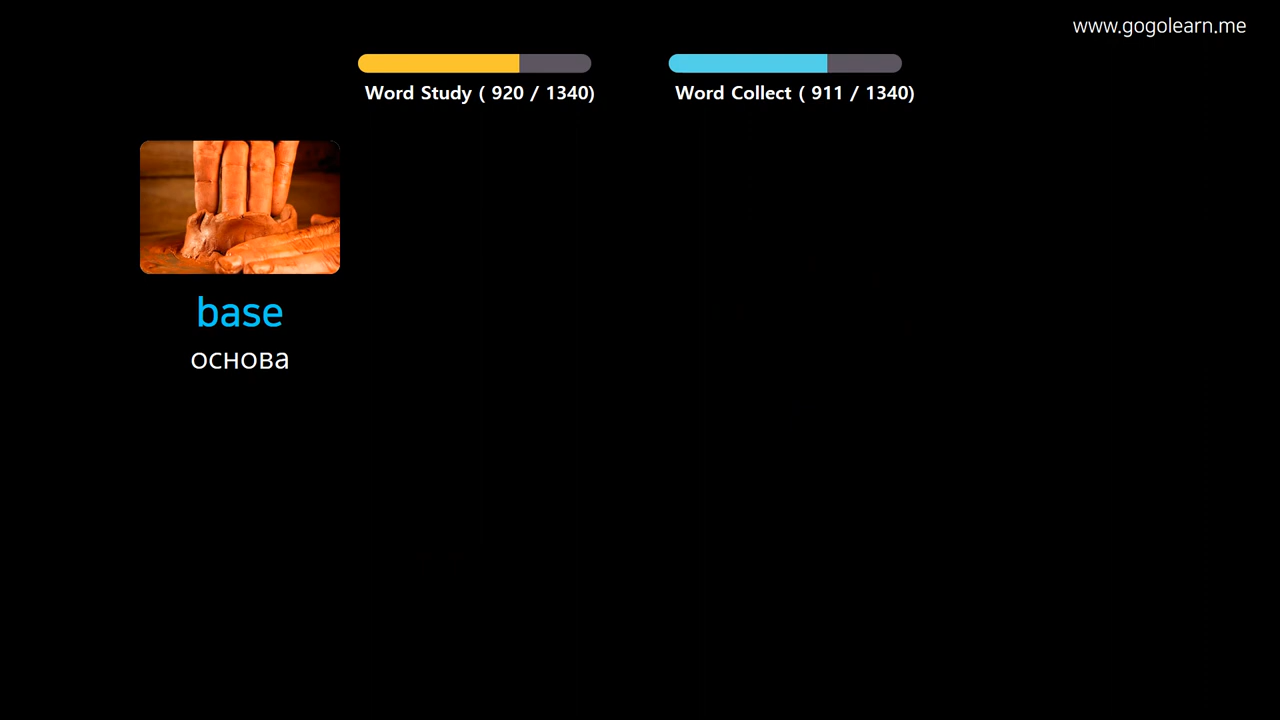 www.gogolearn.me
Word Study ( 920 / 1340)
Word Collect ( 911 / 1340)
base
основа